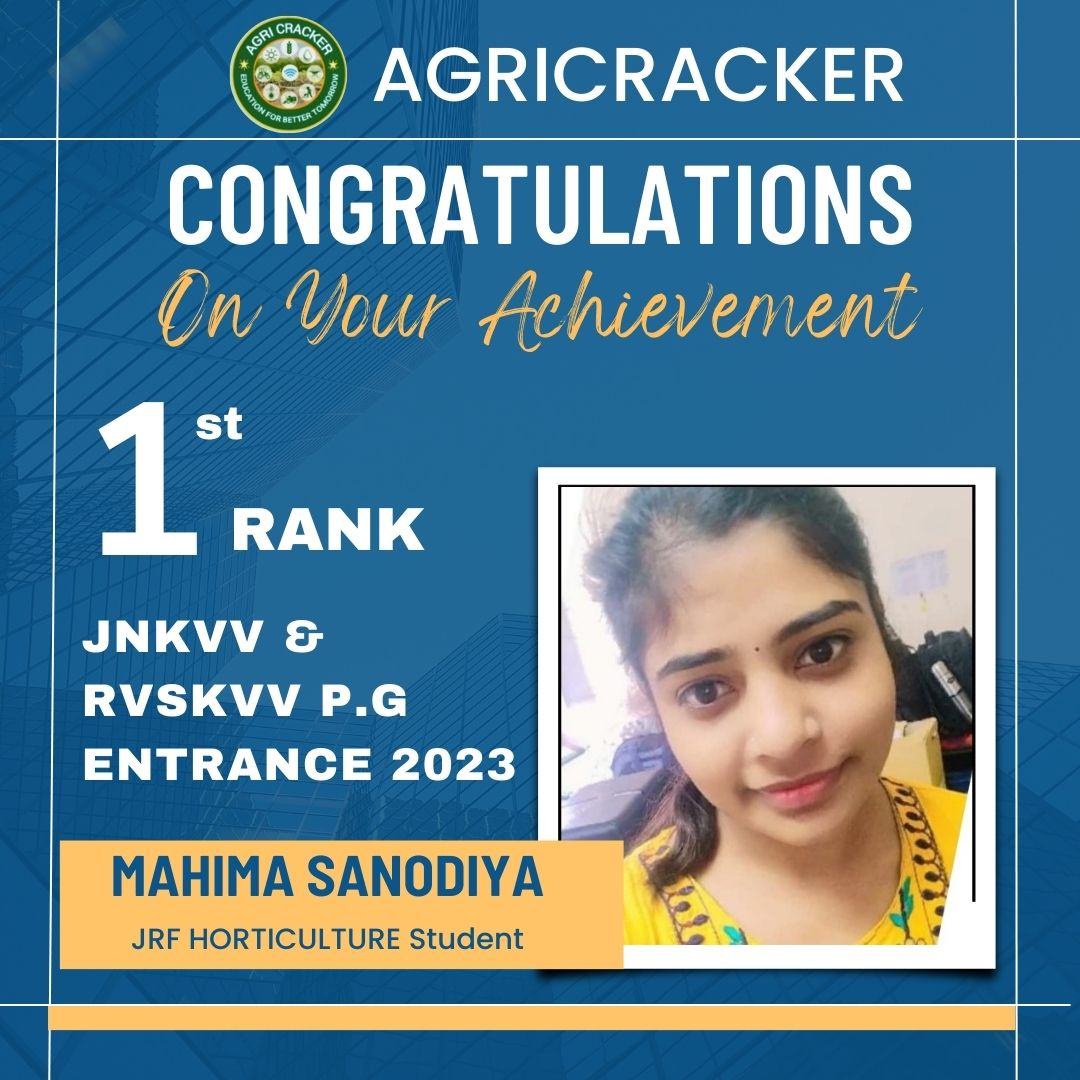 AGRI CRACKER
EDUCATION FOR BETTER TOMORROW
AGRICRACKER
CONGRATULATIONS
On Your Achievement
1st
RANK
JNKVV &
RVSKVV P.G
ENTRANCE 2023
MAHIMA SANODIYA
JRF HORTICULTURE Student